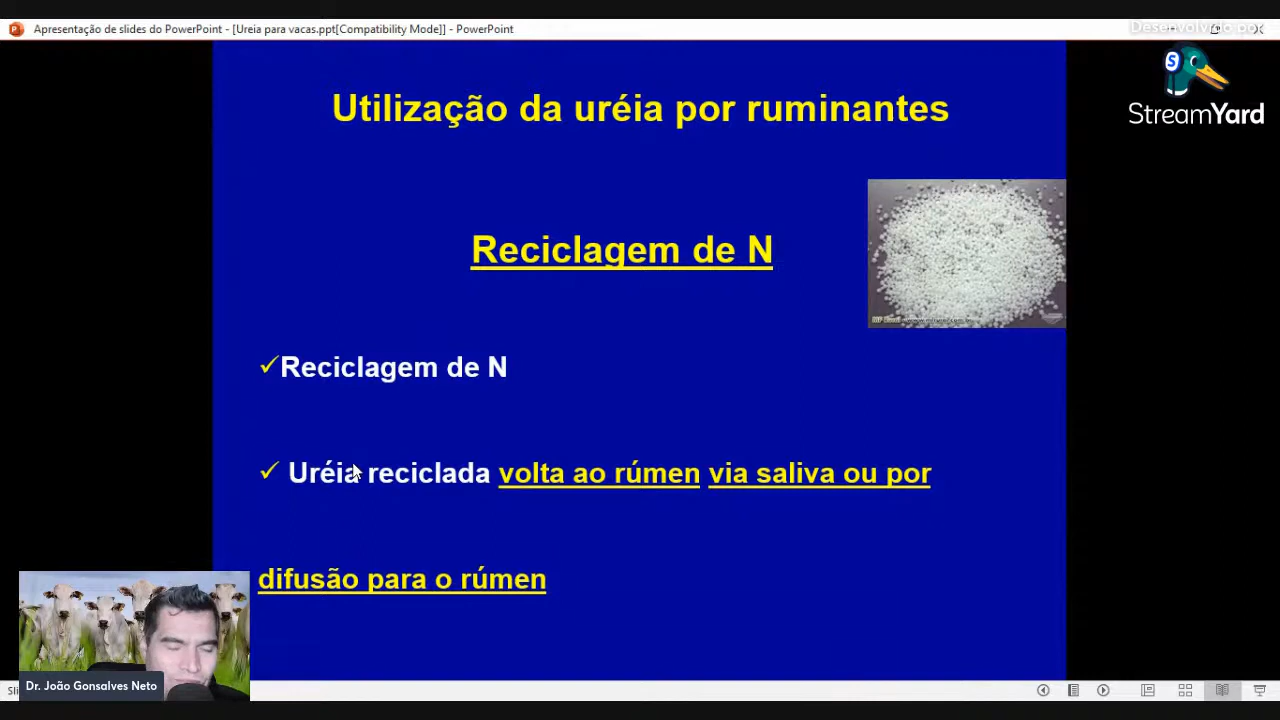 Apresentação de slides do PowerPoint - [Ureia para vacas.ppt[Compatibility Mode]] - PowerPoint
Desenvolvido por
StreamYard
Utilização da uréia por ruminantes
Reciclagem de N
✓Reciclagem de N
✓ Uréia reciclada volta ao rúmen via saliva ou por
difusão para o rúmen
Dr. João Gonsalves Neto